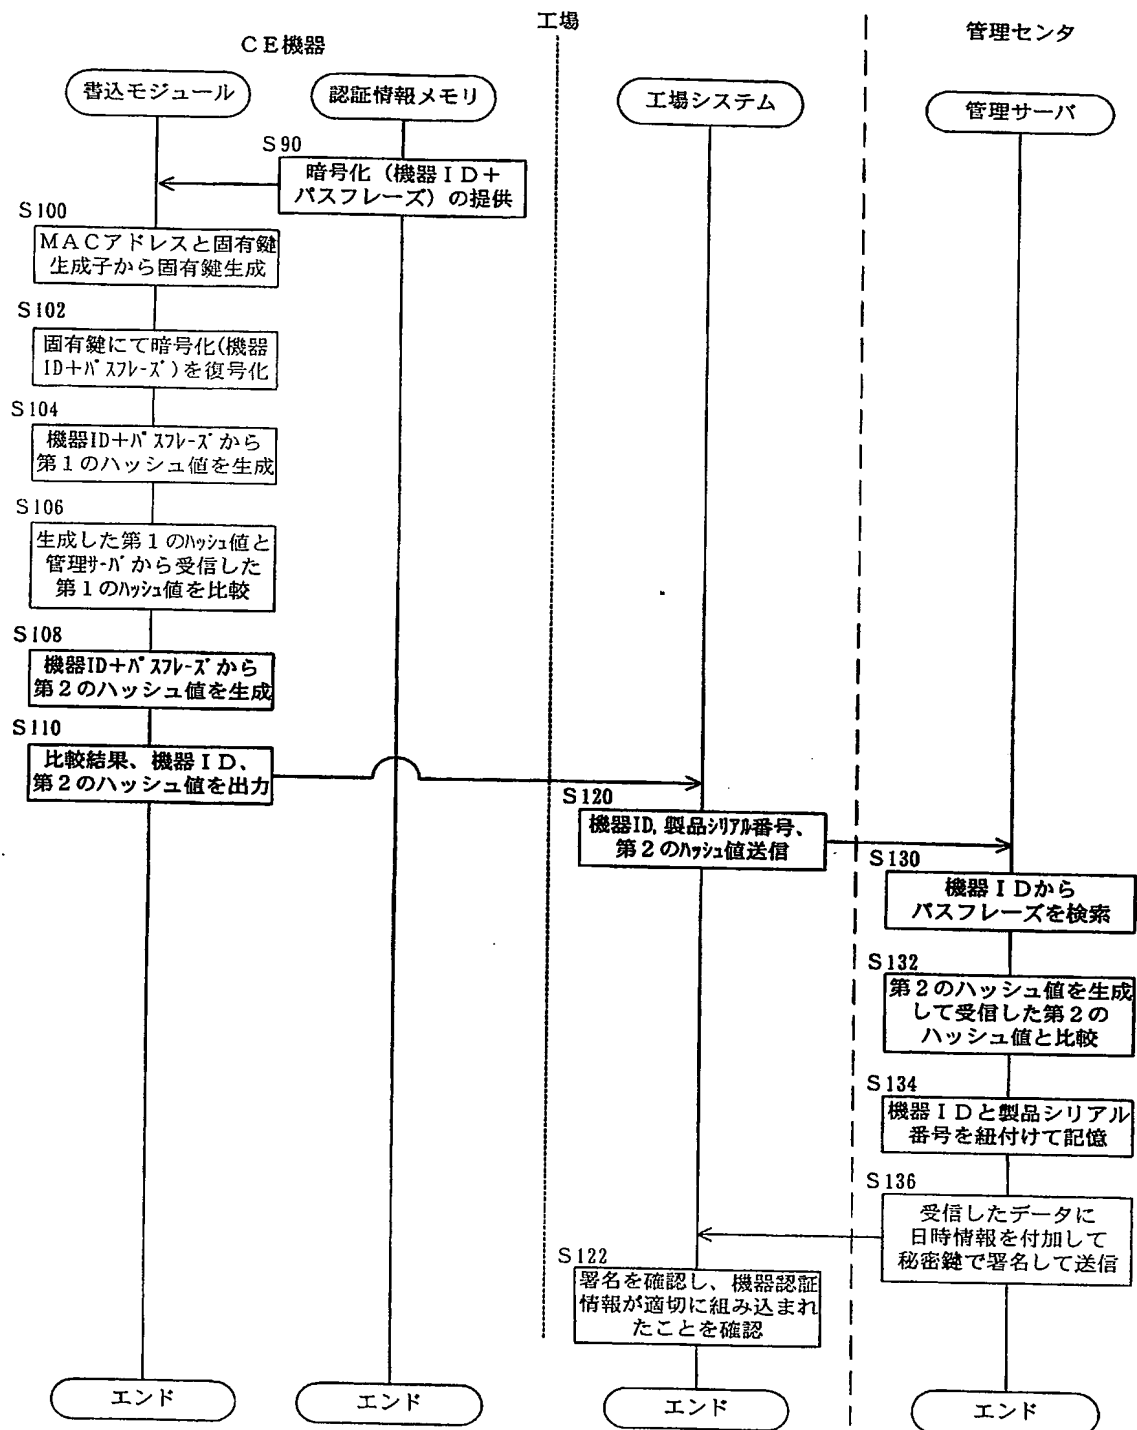 工場
CE機器
管理センタ
書込モジュール
認証情報メモリ
工場システム
管理サーバ
S90
暗号化(機器ID+
パスフレーズ)の提供
S100
MACアドレスと固有鍵
生成子から固有鍵生成
S102
固有鍵にて暗号化(機器
ID+パスフレーズ)を復号化
S104
機器ID+パスフレーズから
第1のハッシュ値を生成
S106
生成した第1のハッシュ値と
管理サーバから受信した
第1のハッシュ値を比較
S108
機器ID+パスフレーズから
第2のハッシュ値を生成
S110
比較結果、機器ID、
第2のハッシュ値を出力
S120
機器ID,製品シリアル番号、
第2のハッシュ値送信
S130
機器IDから
パスフレーズを検索
S132
第2のハッシュ値を生成
して受信した第2の
ハッシュ値と比較
S134
機器IDと製品シリアル
番号を紐付けて記憶
S136
受信したデータに
日時情報を付加して
秘密鍵で署名して送信
S122
署名を確認し、機器認証
情報が適切に組み込まれ
たことを確認
エンド
エンド
エンド
エンド